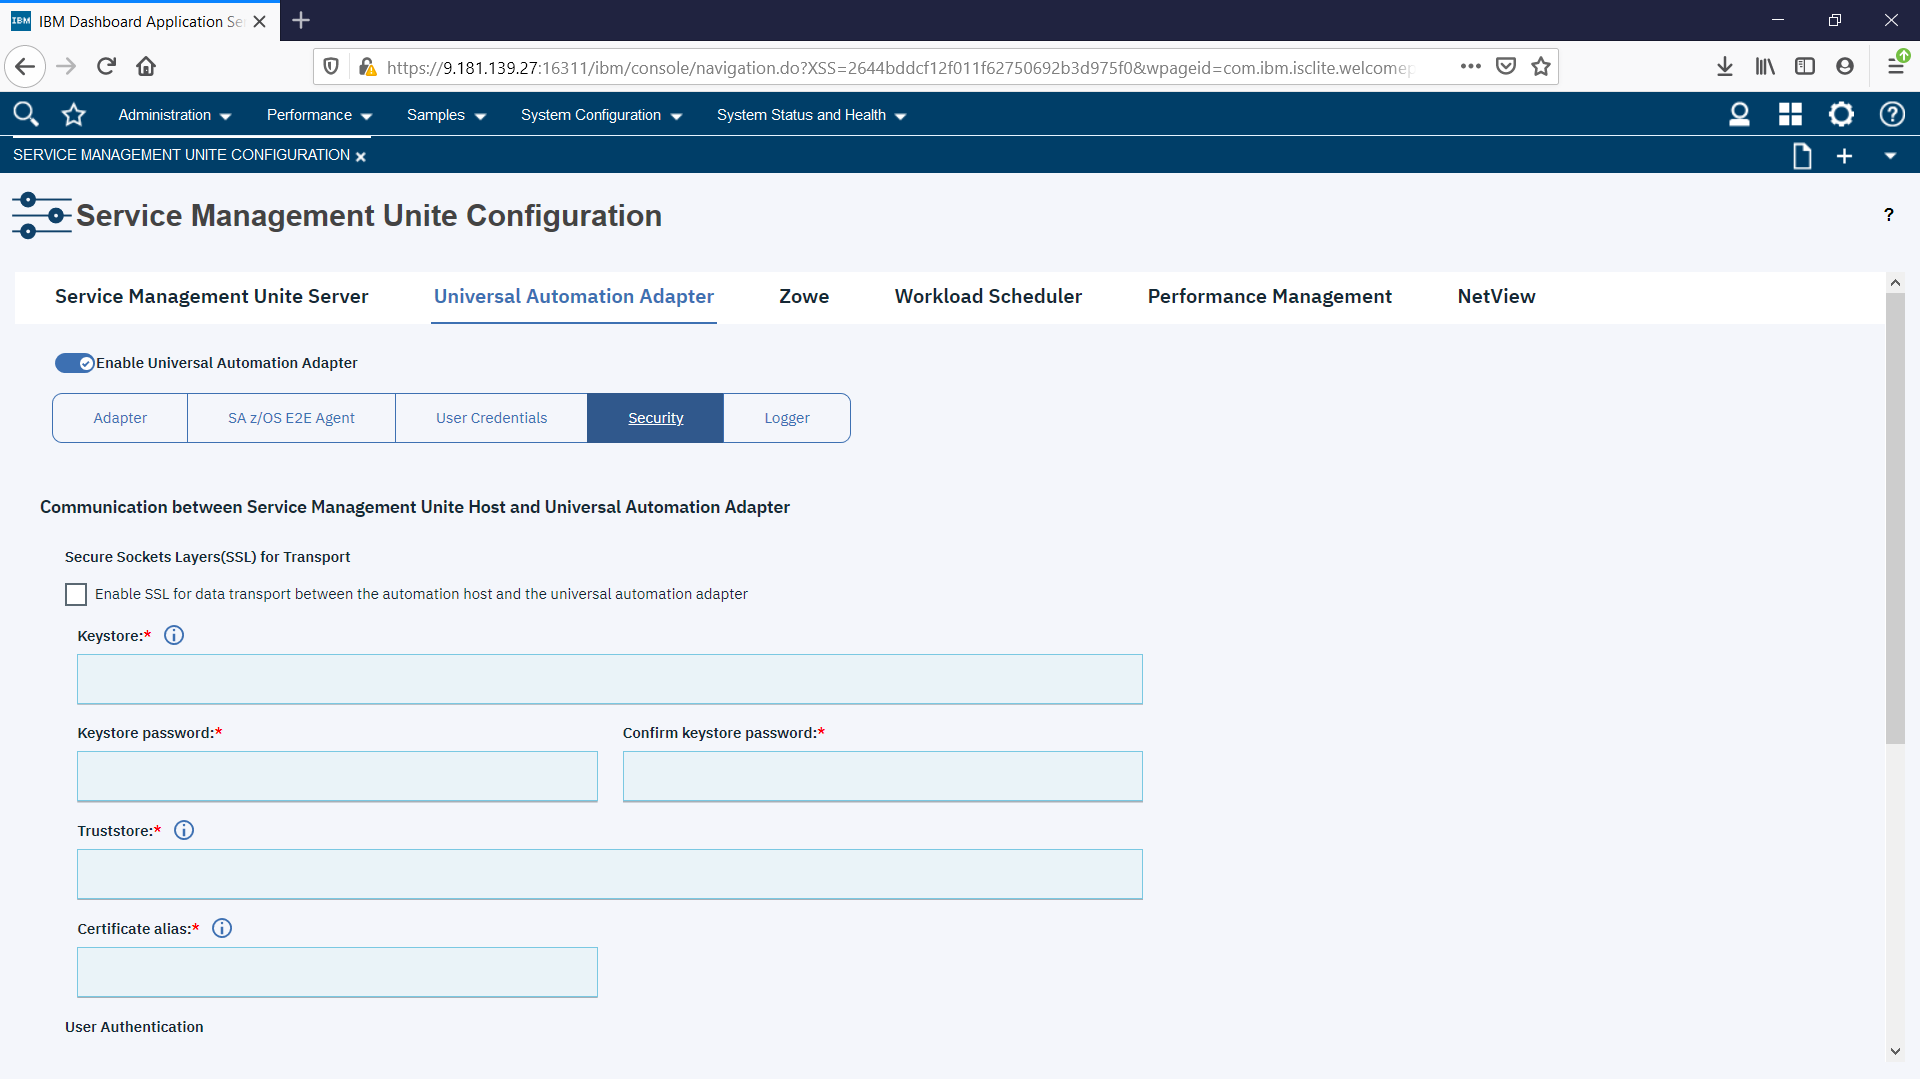 IBM Dashboard Application Se
https://9.181.139.27:16311/ibm/console/navigation.do?XSS=2644bddcf12f011f62750692b3d975f0&wpageid=com.ibm.isclite.welcomep
Administration Performance Samples System Configuration System Status and Health
SERVICE MANAGEMENT UNITE CONFIGURATION
Service Management Unite Configuration
?
Service Management Unite Server Universal Automation Adapter Zowe Workload Scheduler Performance Management NetView
Enable Universal Automation Adapter
Adapter SA z/OS E2E Agent User Credentials Security Logger
Communication between Service Management Unite Host and Universal Automation Adapter
Secure Sockets Layers(SSL) for Transport
Enable SSL for data transport between the automation host and the universal automation adapter
Keystore:*
Keystore password:* Confirm keystore password:*
Truststore:*
Certificate alias:*
User Authentication